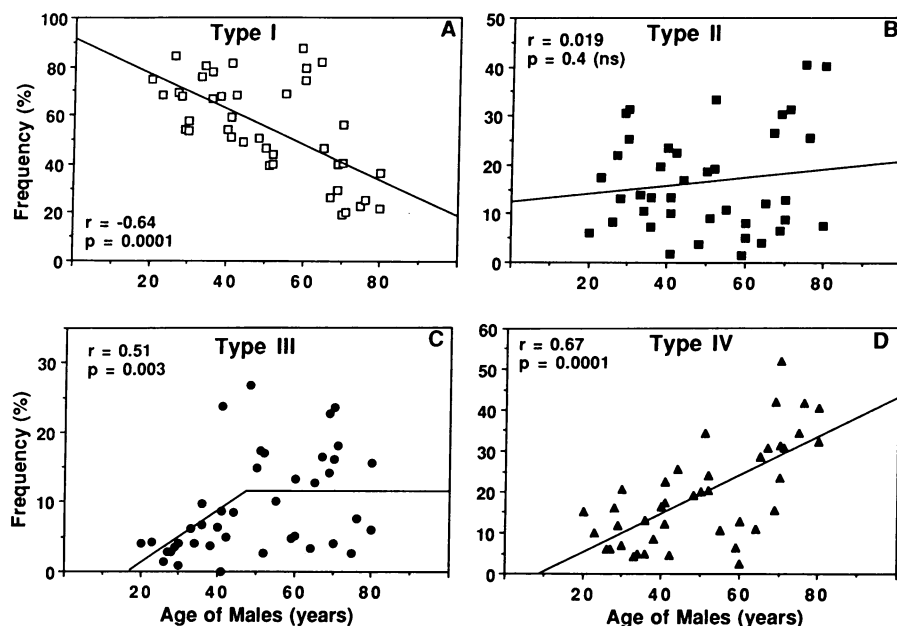 Type I
A
100
80
60
40
20
0
Frequency (%)
r = -0.64
p = 0.0001
20 40 60 80
Type II
B
r = 0.019
p = 0.4 (ns)
50
40
30
20
10
0
20 40 60 80
Type III
C
r = 0.51
p = 0.003
35
20
10
0
Frequency (%)
20 40 60 80
Age of Males (years)
Type IV
D
r = 0.67
p = 0.0001
60
50
40
30
20
10
0
20 40 60 80
Age of Males (years)